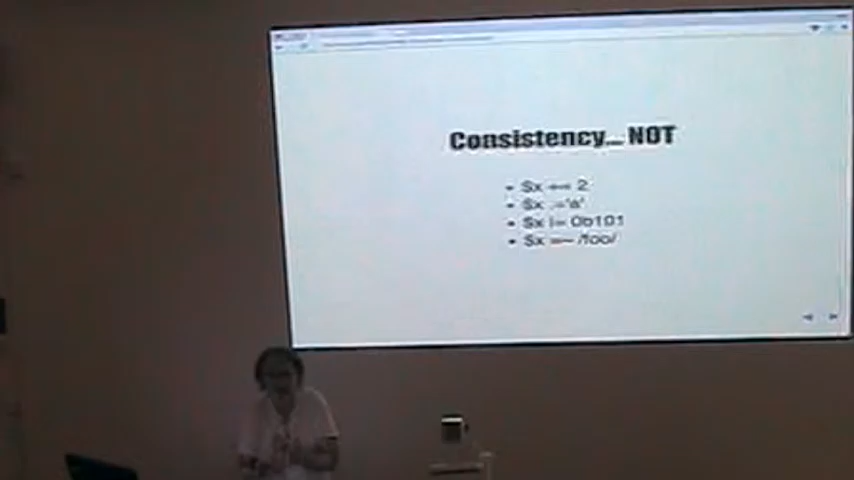 Consistency... NOT
$x += 2
$x .='a'
$x |= 0b101
$x =~ /foo/